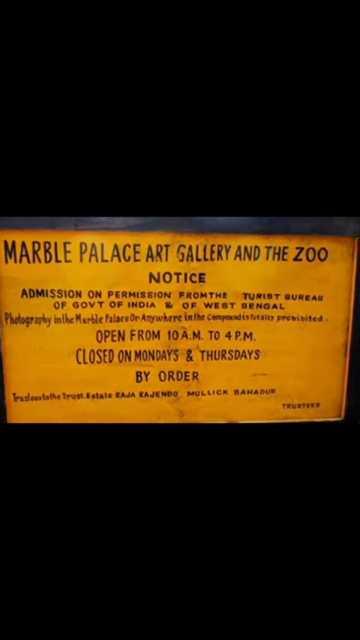 MARBLE PALACE ART GALLERY AND THE ZOO
NOTICE
ADMISSION ON PERMISSION FROMTHE TURIST BUREAU
OF GOVT OF INDIA & OF WEST BENGAL
Photography in the Marble Palace Or Anywhere in the Compound is Totally prohibited.
OPEN FROM 10 A.M. TO 4 P.M.
CLOSED ON MONDAYS & THURSDAYS
BY ORDER
Trustees to the Trust Estate RAJA RAJENDO MULLICK BAHADUR
TRUSTEES